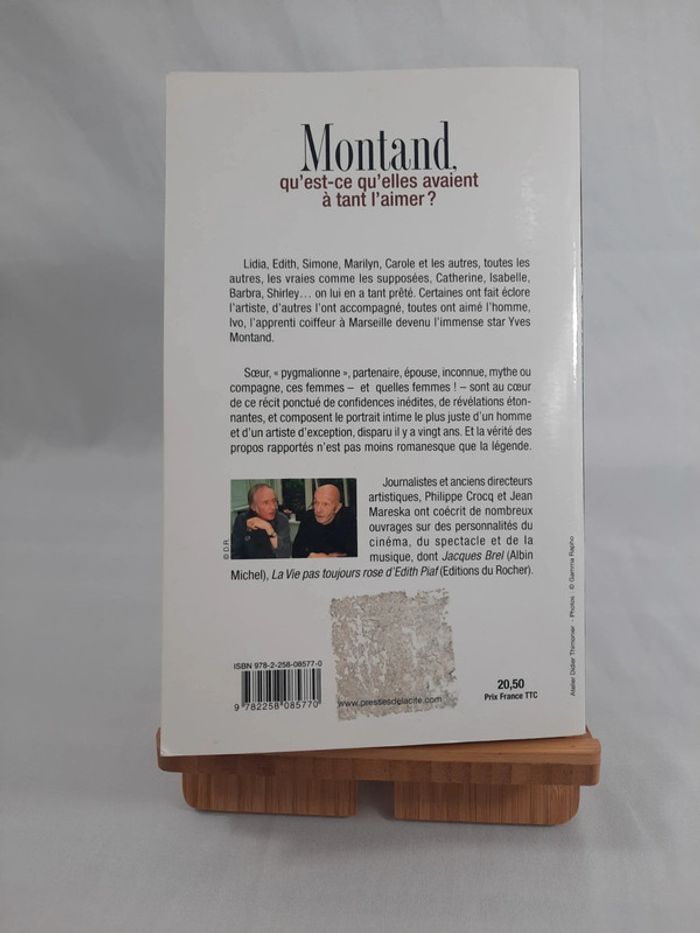 Montand,
qu'est-ce qu'elles avaient
à tant l'aimer ?
Lidia, Edith, Simone, Marilyn, Carole et les autres, toutes les
autres, les vraies comme les supposées, Catherine, Isabelle,
Barbra, Shirley… on lui en a tant prêté. Certaines ont fait éclore
l'artiste, d'autres l'ont accompagné, toutes ont aimé l'homme,
Ivo, l'apprenti coiffeur à Marseille devenu l'immense star Yves
Montand.
Sœur, « pygmalionne », partenaire, épouse, inconnue, mythe ou
compagne, ces femmes – et quelles femmes ! – sont au cœur
de ce récit ponctué de confidences inédites, de révélations éton-
nantes, et composent le portrait intime le plus juste d'un homme
et d'un artiste d'exception, disparu il y a vingt ans. Et la vérité des
propos rapportés n'est pas moins romanesque que la légende.
Journalistes et anciens directeurs
artistiques, Philippe Crocq et Jean
Mareska ont coécrit de nombreux
ouvrages sur des personnalités du
cinéma, du spectacle et de la
musique, dont Jacques Brel (Albin
Michel), La Vie pas toujours rose d'Edith Piaf (Editions du Rocher).
© D.R.
ISBN 978-2-258-08577-0
9 782258 085770
www.pressesdelacite.com
20,50
Prix France TTC
Atelier Didier Thimonier - Photos : © Gamma Rapho